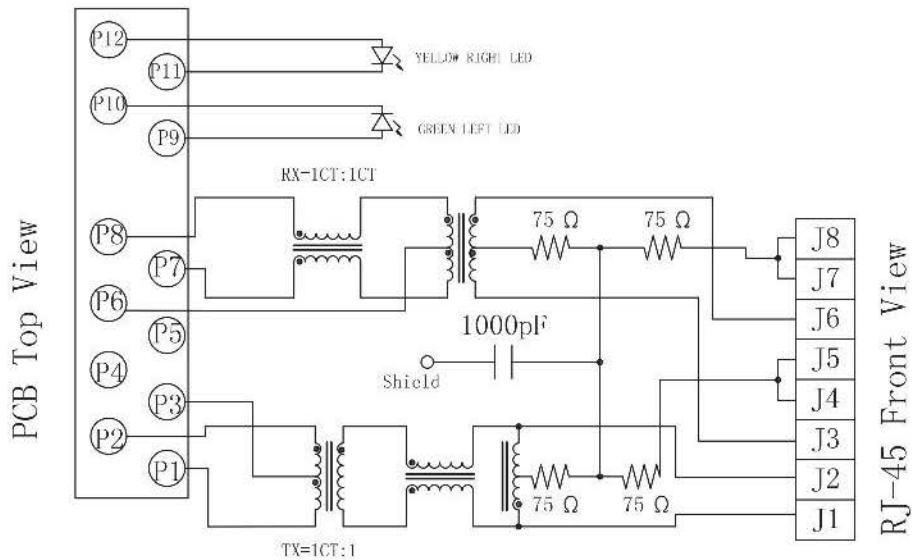 P12
P11
YELLOW RIGHT LED
P10
P9
GREEN LEFT LED
RX-1CT:1CT
75 Ω
75 Ω
P8
J8
P7
J7
P6
J6
1000pF
P5
J5
Shield
P4
J4
P3
J3
P2
J2
75 Ω
75 Ω
P1
J1
TX=1CT:1
PCB Top View
RJ-45 Front View